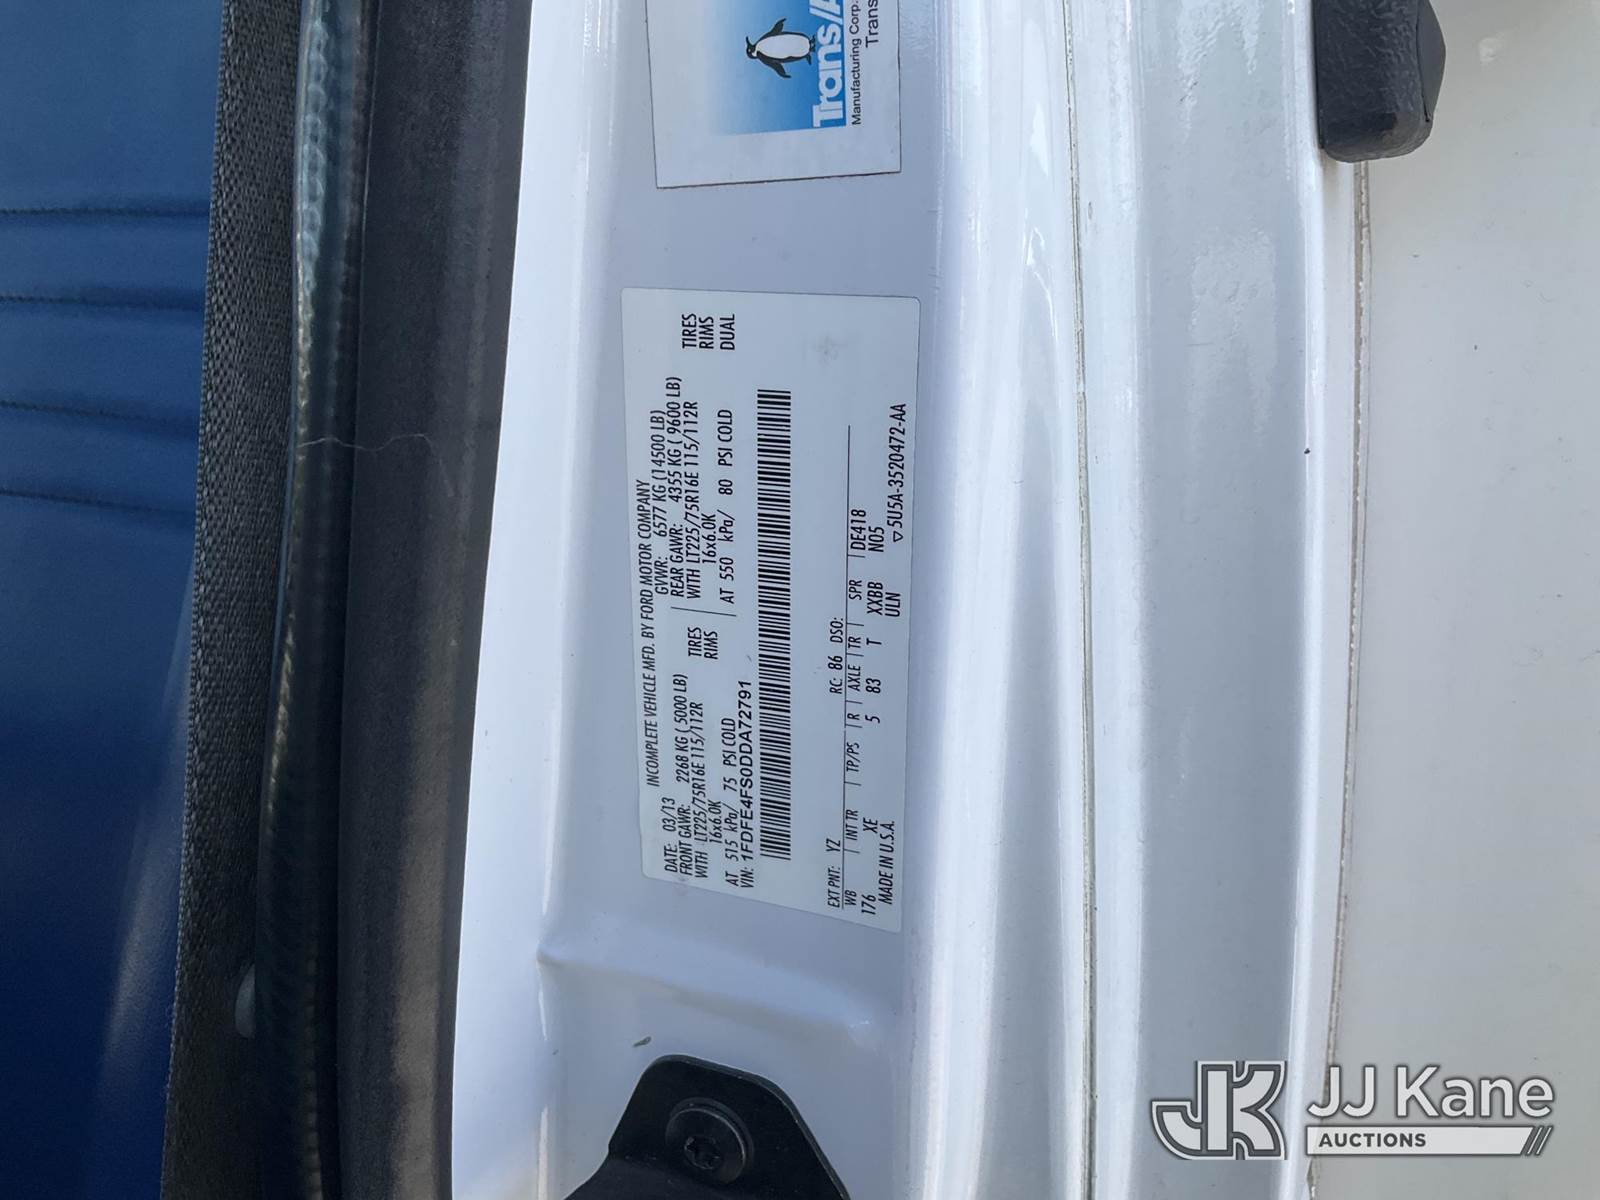 Trans/A
Manufacturing Corp.
Trans
INCOMPLETE VEHICLE MFD. BY FORD MOTOR COMPANY
DATE: 03/13 GVWR: 6577 KG (14500 LB)
FRONT GAWR: 2268 KG ( 5000 LB) REAR GAWR: 4355 KG ( 9600 LB)
WITH LT225/75R16E 115/112R TIRES WITH LT225/75R16E 115/112R TIRES
16x6.0K RIMS 16x6.0K RIMS
AT 515 kPa/ 75 PSI COLD AT 550 kPa/ 80 PSI COLD DUAL
VIN: 1FDFE4FS0DDA72791
EXT PNT: YZ RC: 86 DSO:
WB INT TR TP/PS R AXLE TR SPR
176 XE 5 83 T XXBB DE418
MADE IN U.S.A. ULN N05
▽5U5A-3520472-AA
JK JJ Kane
AUCTIONS